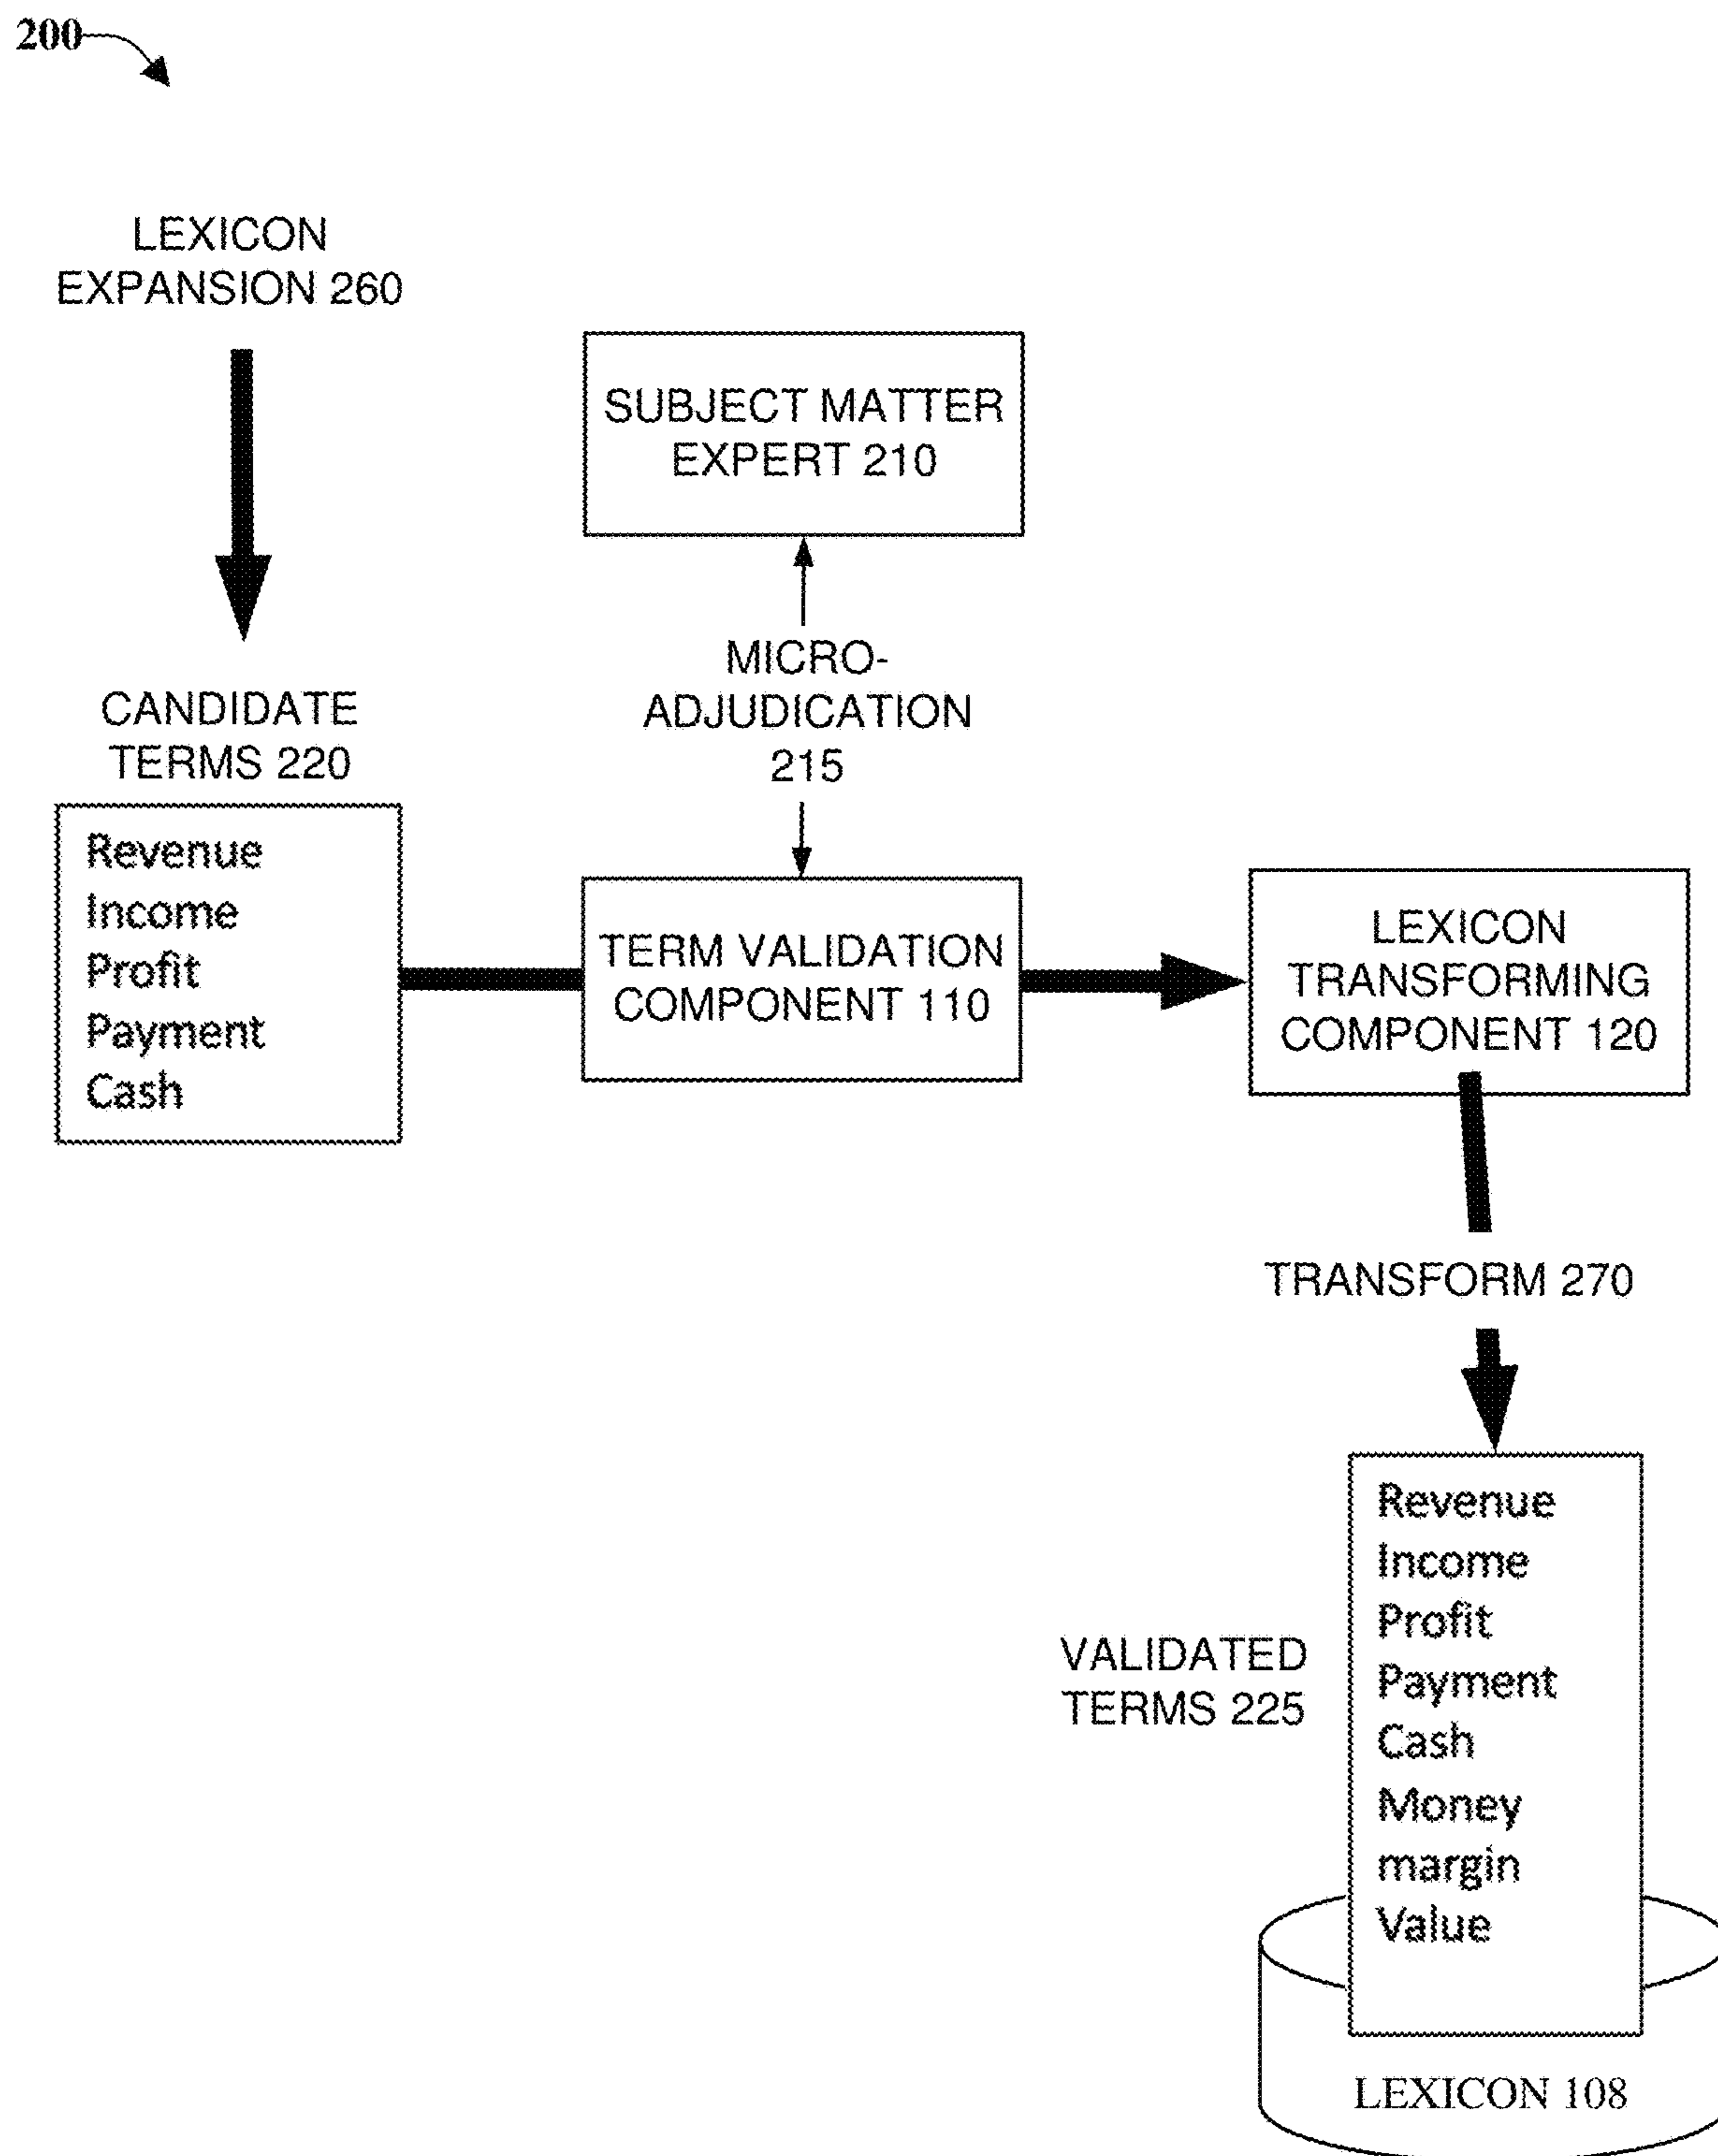 200
LEXICON
EXPANSION 260
SUBJECT MATTER
EXPERT 210
MICRO-
ADJUDICATION
215
CANDIDATE
TERMS 220
Revenue
Income
Profit
Payment
Cash
TERM VALIDATION
COMPONENT 110
LEXICON
TRANSFORMING
COMPONENT 120
TRANSFORM 270
VALIDATED
TERMS 225
Revenue
Income
Profit
Payment
Cash
Money
margin
Value
LEXICON 108